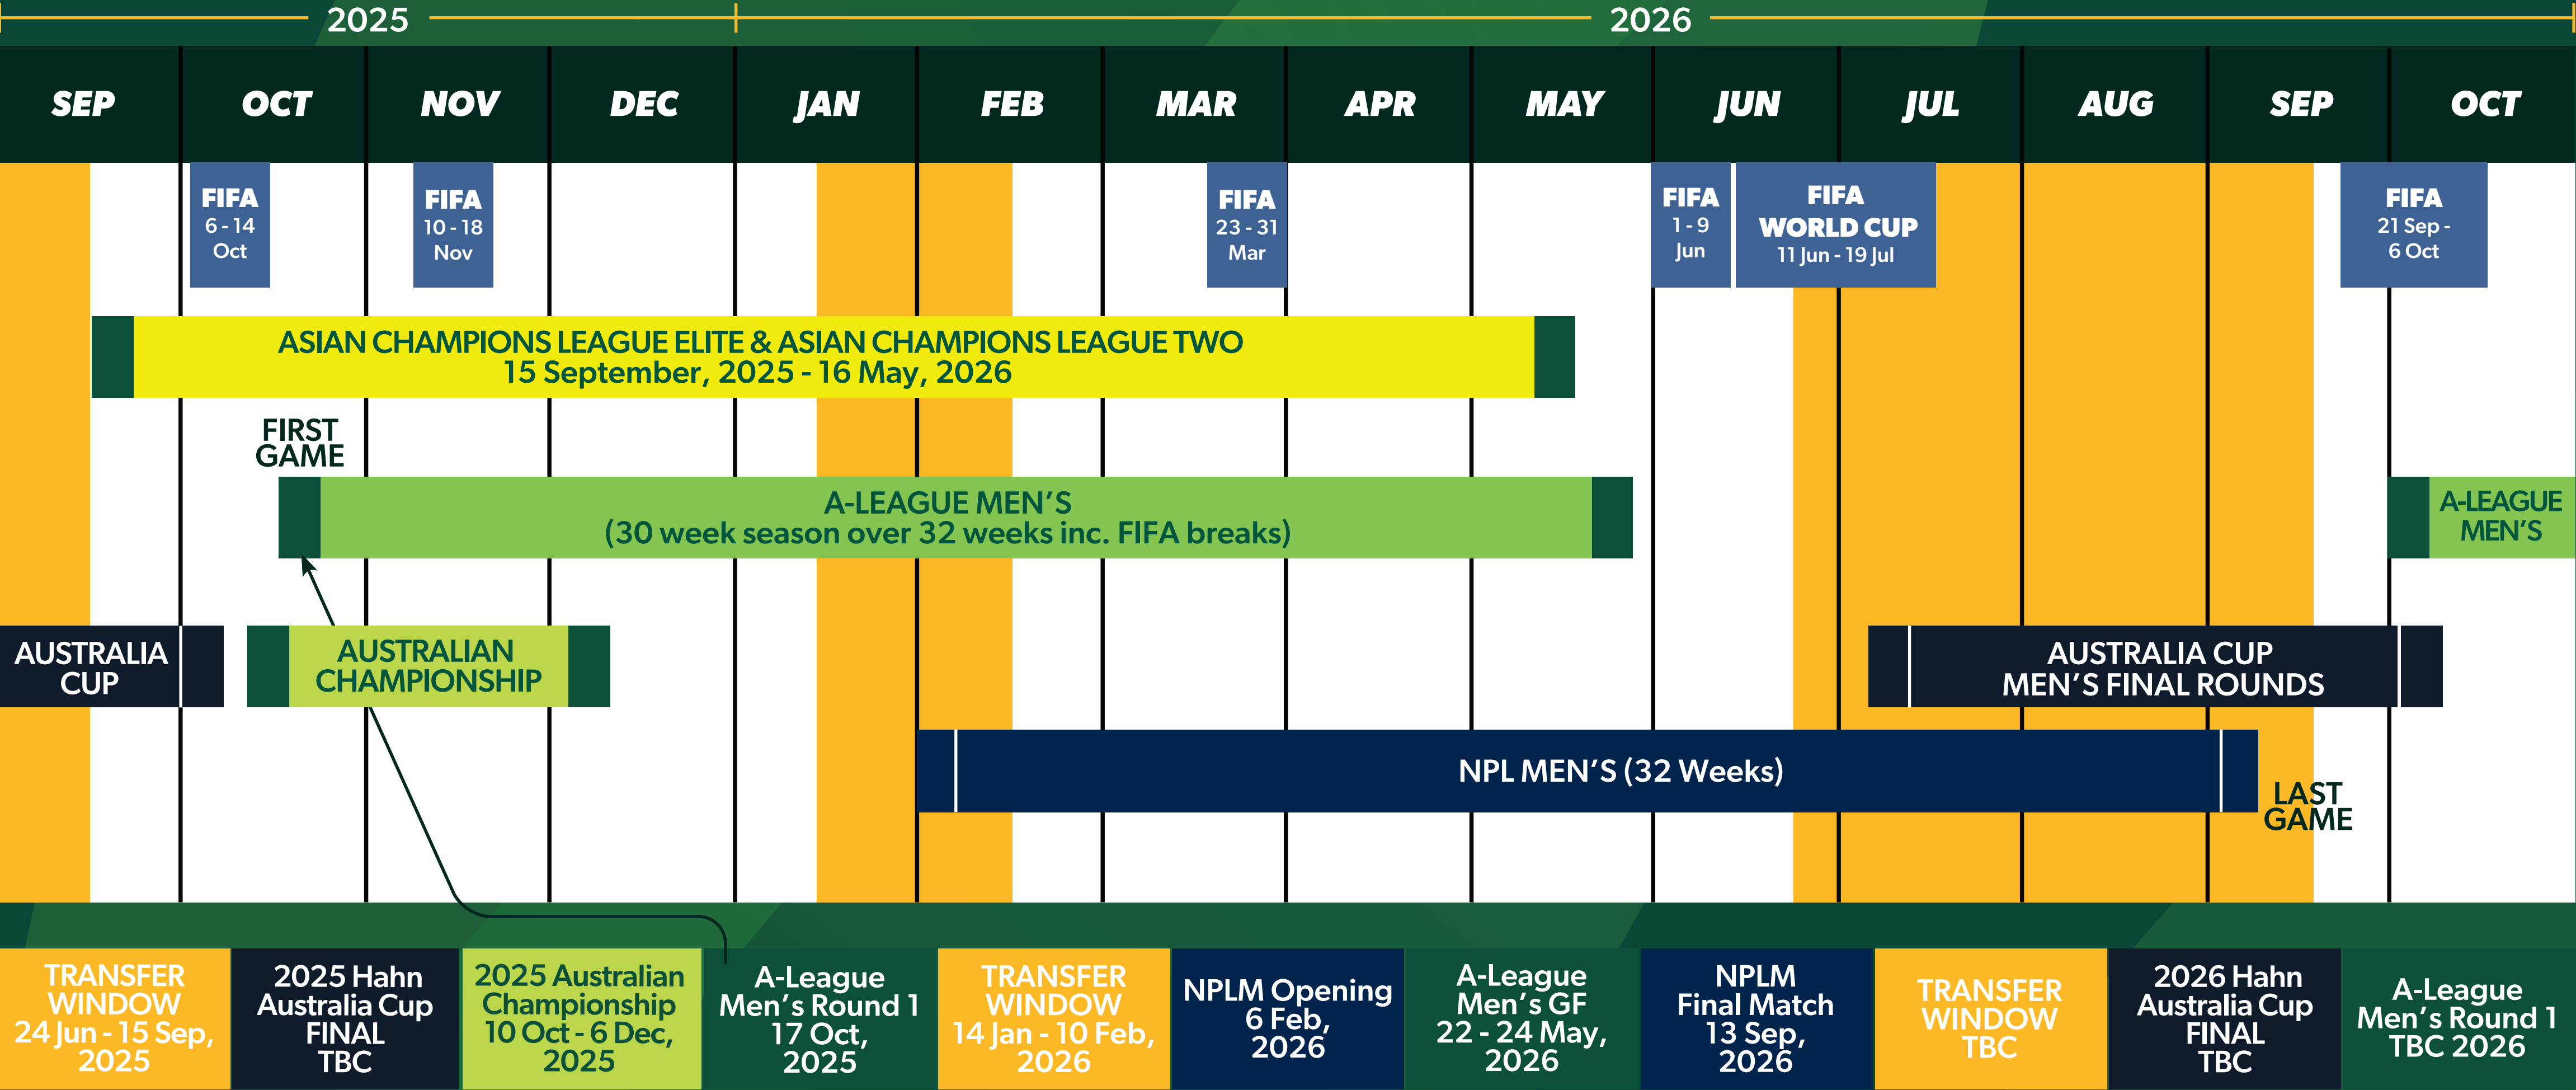 2025
2026
SEP
OCT
NOV
DEC
JAN
FEB
MAR
APR
MAY
JUN
JUL
AUG
SEP
OCT
FIFA
6 - 14
Oct
FIFA
10 - 18
Nov
FIFA
23 - 31
Mar
FIFA
1 - 9
Jun
FIFA
WORLD CUP
11 Jun - 19 Jul
FIFA
21 Sep -
6 Oct
ASIAN CHAMPIONS LEAGUE ELITE & ASIAN CHAMPIONS LEAGUE TWO
15 September, 2025 - 16 May, 2026
FIRST
GAME
A-LEAGUE MEN’S
(30 week season over 32 weeks inc. FIFA breaks)
A-LEAGUE
MEN’S
AUSTRALIA
CUP
AUSTRALIAN
CHAMPIONSHIP
AUSTRALIA CUP
MEN’S FINAL ROUNDS
NPL MEN’S (32 Weeks)
LAST
GAME
TRANSFER
WINDOW
24 Jun - 15 Sep,
2025
2025 Hahn
Australia Cup
FINAL
TBC
2025 Australian
Championship
10 Oct - 6 Dec,
2025
A-League
Men’s Round 1
17 Oct,
2025
TRANSFER
WINDOW
14 Jan - 10 Feb,
2026
NPLM Opening
6 Feb,
2026
A-League
Men’s GF
22 - 24 May,
2026
NPLM
Final Match
13 Sep,
2026
TRANSFER
WINDOW
TBC
2026 Hahn
Australia Cup
FINAL
TBC
A-League
Men’s Round 1
TBC 2026